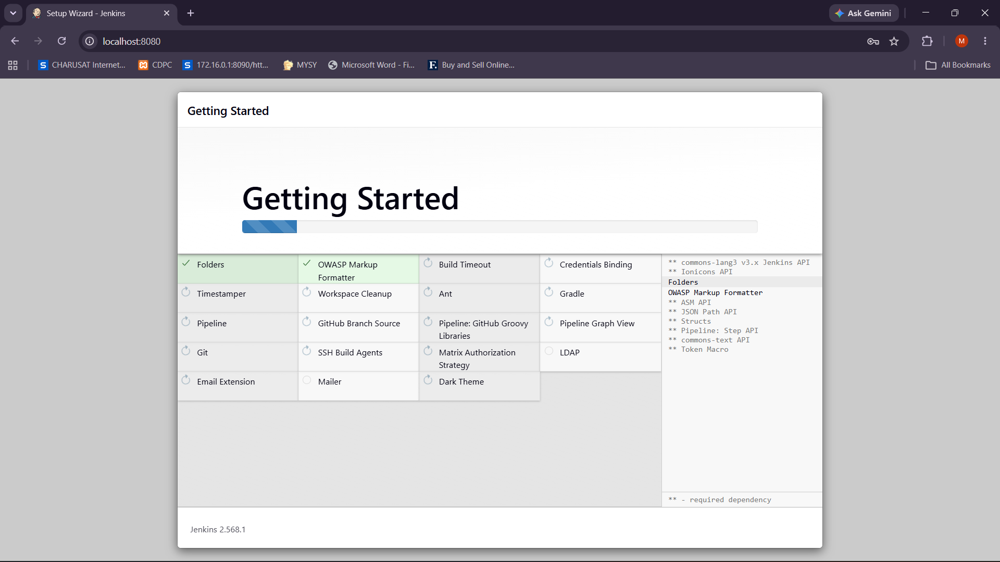 Setup Wizard - Jenkins
Ask Gemini
localhost:8080
M
CHARUSAT Internet...
CDPC
172.16.0.1:8090/htt...
MYSY
Microsoft Word - Fi...
Buy and Sell Online...
All Bookmarks
Getting Started
Getting Started
Folders
OWASP Markup
Formatter
Build Timeout
Credentials Binding
Timestamper
Workspace Cleanup
Ant
Gradle
Pipeline
GitHub Branch Source
Pipeline: GitHub Groovy
Libraries
Pipeline Graph View
Git
SSH Build Agents
Matrix Authorization
Strategy
LDAP
Email Extension
Mailer
Dark Theme
** commons-lang3 v3.x Jenkins API
** Ionicons API
Folders
OWASP Markup Formatter
** ASM API
** JSON Path API
** Structs
** Pipeline: Step API
** commons-text API
** Token Macro
** - required dependency
Jenkins 2.568.1